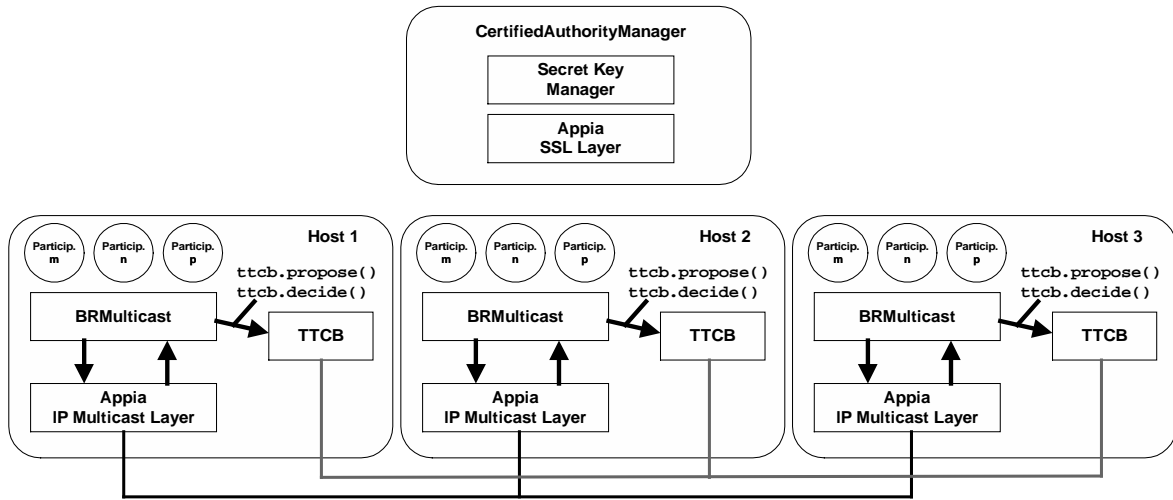 CertifiedAuthorityManager
Secret Key
Manager
Appia
SSL Layer
Host 1
Particip.
m
Particip.
n
Particip.
p
ttcb.propose()
ttcb.decide()
BRMulticast
TTCB
Appia
IP Multicast Layer
Host 2
Particip.
m
Particip.
n
Particip.
p
ttcb.propose()
ttcb.decide()
BRMulticast
TTCB
Appia
IP Multicast Layer
Host 3
Particip.
m
Particip.
n
Particip.
p
ttcb.propose()
ttcb.decide()
BRMulticast
TTCB
Appia
IP Multicast Layer